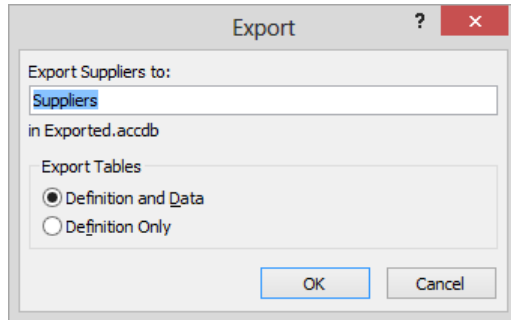 Export
?
Export Suppliers to:
Suppliers
in Exported.accdb
Export Tables
Definition and Data
Definition Only
OK
Cancel